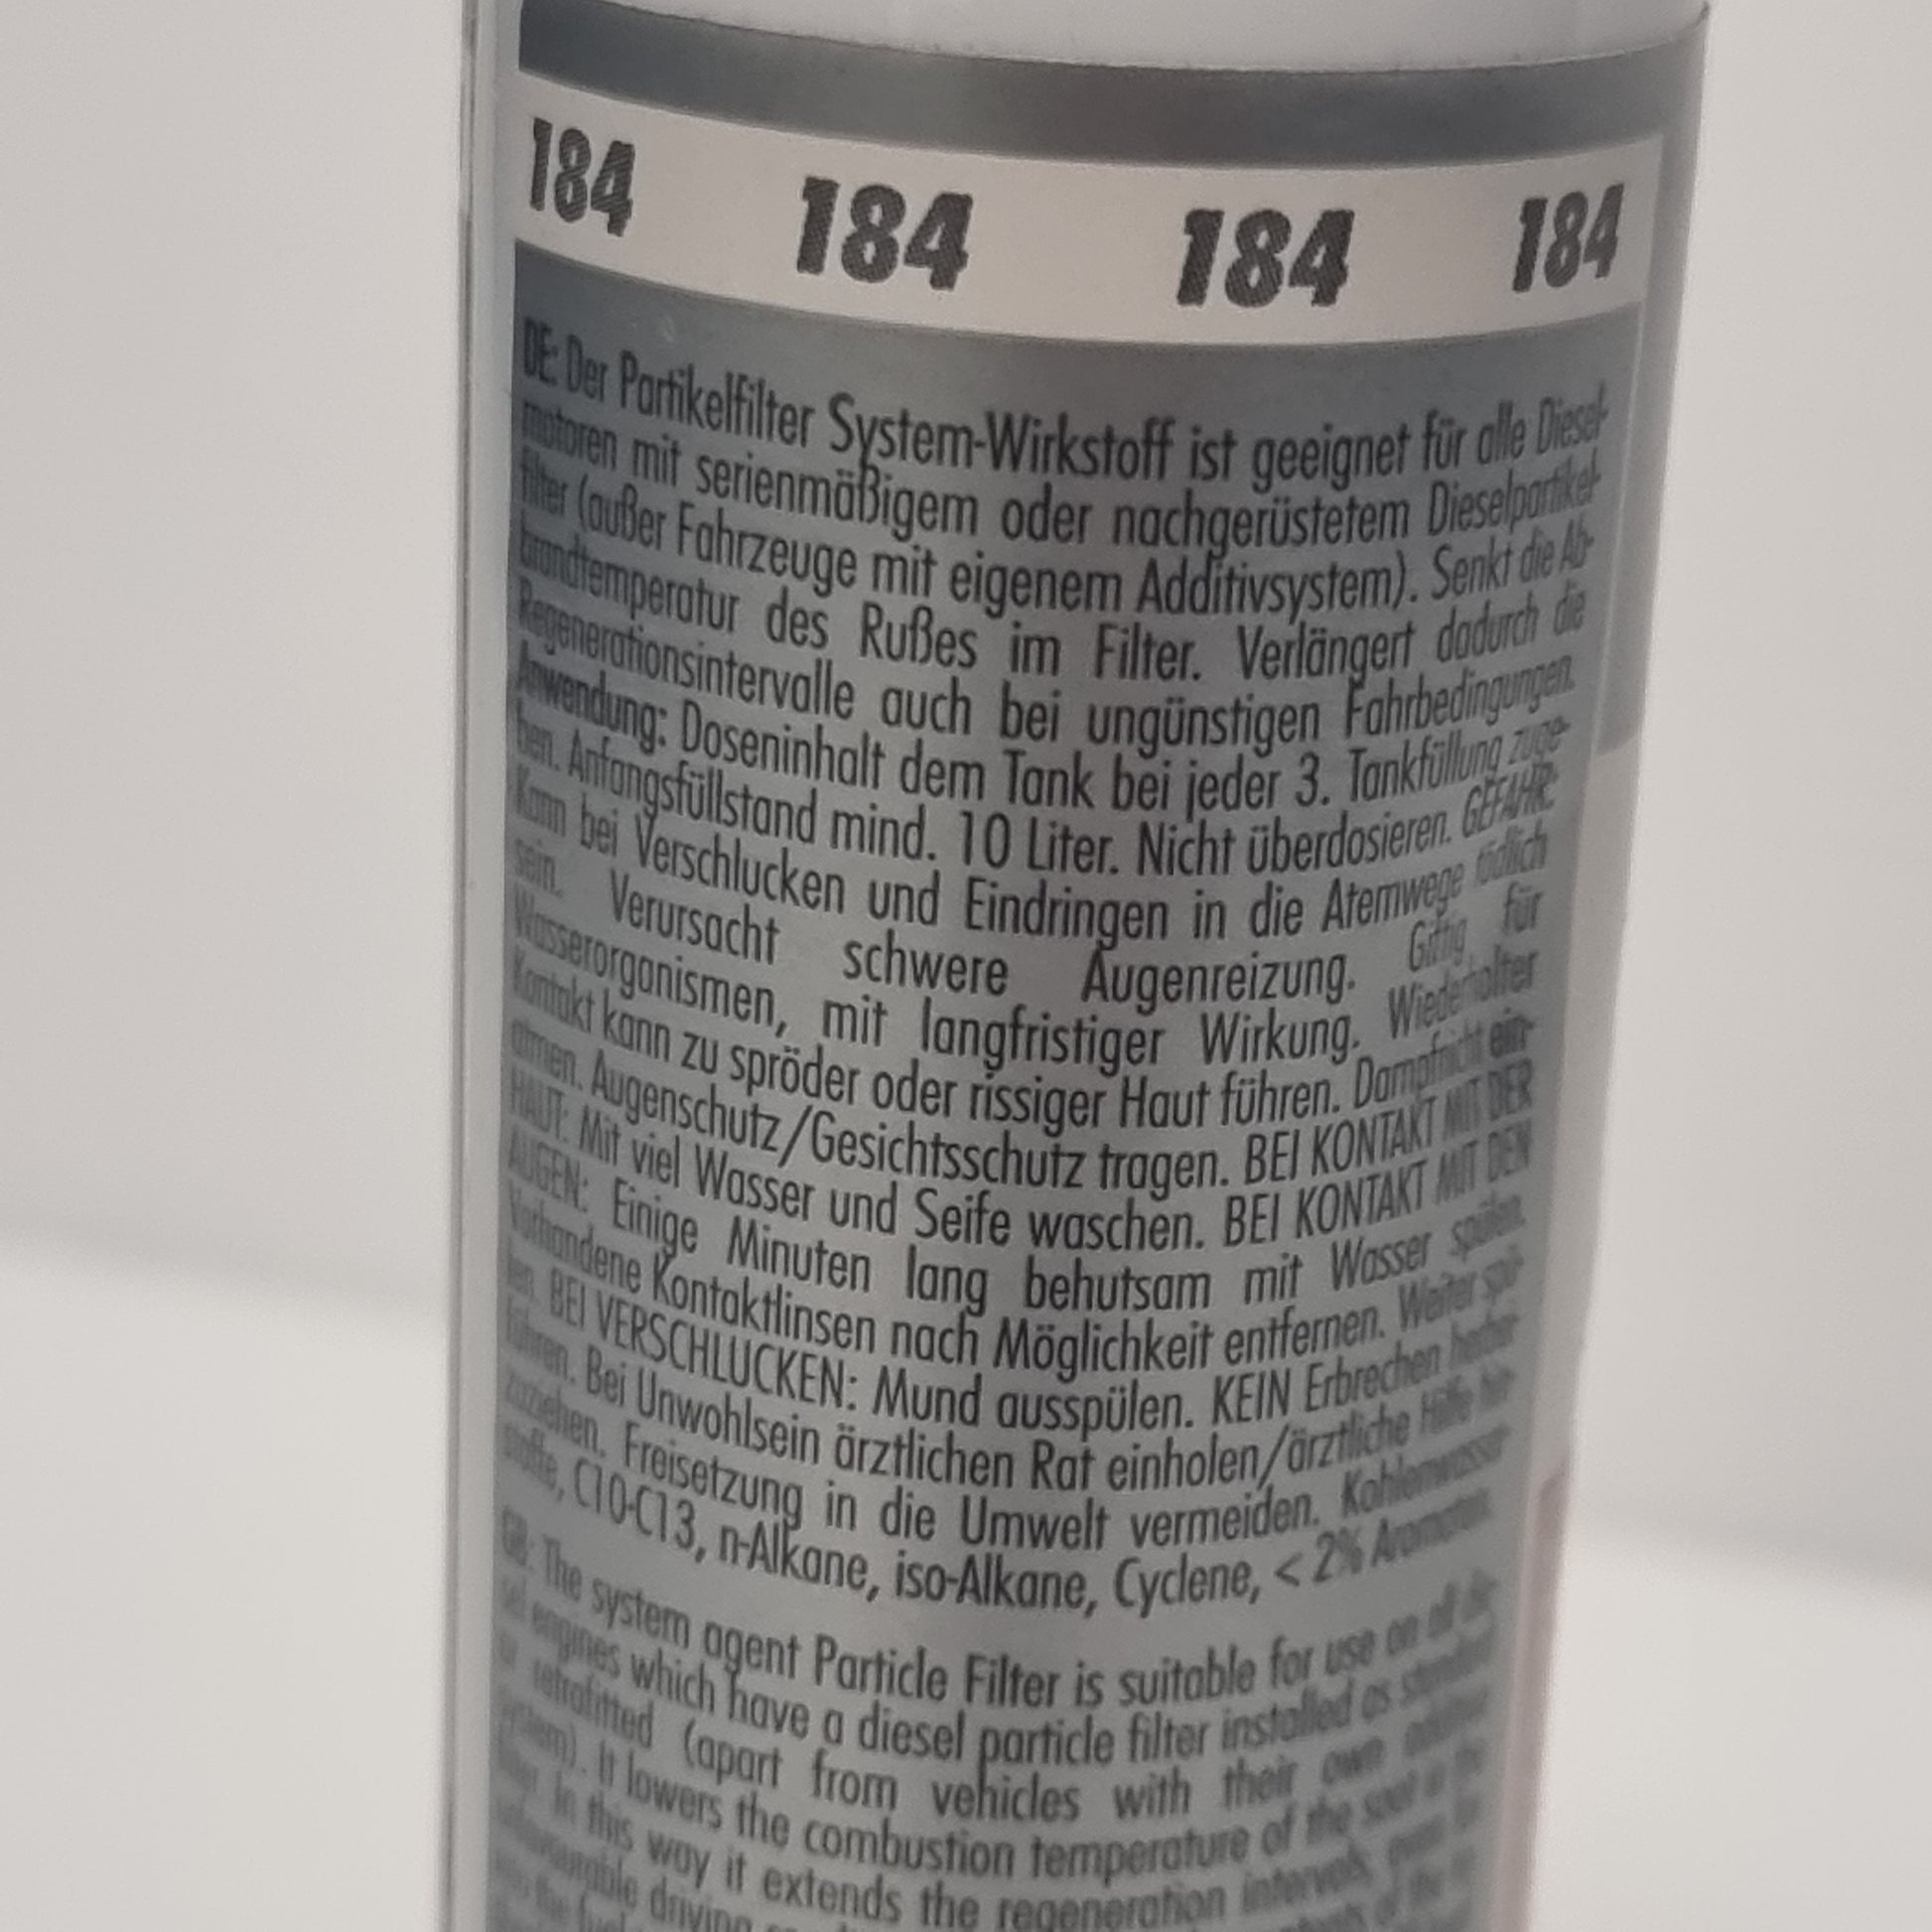 184 184 184 184
DE: Der Partikelfilter System-Wirkstoff ist geeignet für alle Diesel-
motoren mit serienmäßigem oder nachgerüstetem Dieselpartikel-
filter (außer Fahrzeuge mit eigenem Additivsystem). Senkt die Ab-
brandtemperatur des Rußes im Filter. Verlängert dadurch die
Regenerationsintervalle auch bei ungünstigen Fahrbedingungen.
Anwendung: Doseninhalt dem Tank bei jeder 3. Tankfüllung zuge-
ben. Anfangsfüllstand mind. 10 Liter. Nicht überdosieren. GEFAHR:
Kann bei Verschlucken und Eindringen in die Atemwege tödlich
sein. Verursacht schwere Augenreizung. Giftig für
Wasserorganismen, mit langfristiger Wirkung. Wiederholter
Kontakt kann zu spröder oder rissiger Haut führen. Dampf nicht ein-
atmen. Augenschutz/Gesichtsschutz tragen. BEI KONTAKT MIT DER
HAUT: Mit viel Wasser und Seife waschen. BEI KONTAKT MIT DEN
AUGEN: Einige Minuten lang behutsam mit Wasser spülen.
Vorhandene Kontaktlinsen nach Möglichkeit entfernen. Weiter spü-
len. BEI VERSCHLUCKEN: Mund ausspülen. KEIN Erbrechen herbei-
führen. Bei Unwohlsein ärztlichen Rat einholen/ärztliche Hilfe hin-
zuziehen. Freisetzung in die Umwelt vermeiden. Kohlenwasser-
stoffe, C10-C13, n-Alkane, iso-Alkane, Cyclene, < 2% Aromaten.
GB: The system agent Particle Filter is suitable for use on all die-
sel engines which have a diesel particle filter installed as standard
or retrofitted (apart from vehicles with their own additive
system). It lowers the combustion temperature of the soot in the
filter. In this way it extends the regeneration intervals, even for
unfavourable driving
the fuel